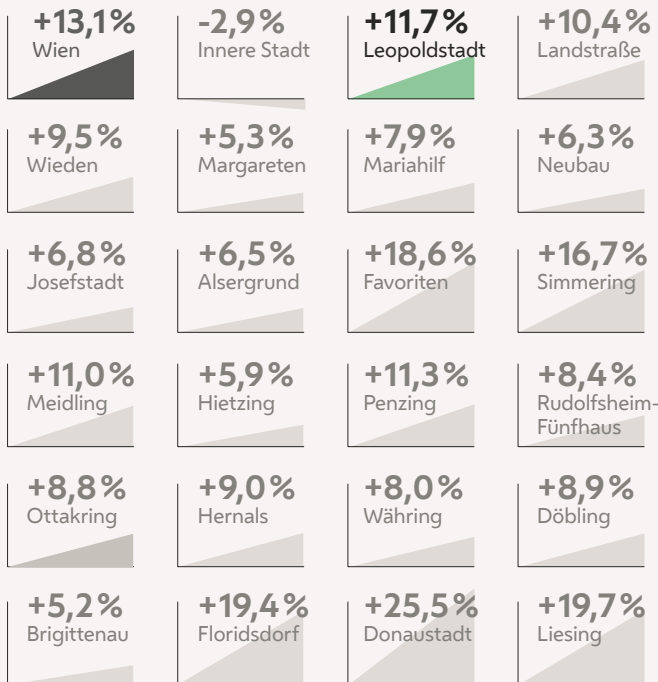 +13,1%
Wien
-2,9%
Innere Stadt
+11,7%
Leopoldstadt
+10,4%
Landstraße
+9,5%
Wieden
+5,3%
Margareten
+7,9%
Mariahilf
+6,3%
Neubau
+6,8%
Josefstadt
+6,5%
Alsergrund
+18,6%
Favoriten
+16,7%
Simmering
+11,0%
Meidling
+5,9%
Hietzing
+11,3%
Penzing
+8,4%
Rudolfsheim-
Fünfhaus
+8,8%
Ottakring
+9,0%
Hernals
+8,0%
Währing
+8,9%
Döbling
+5,2%
Brigittenau
+19,4%
Floridsdorf
+25,5%
Donaustadt
+19,7%
Liesing